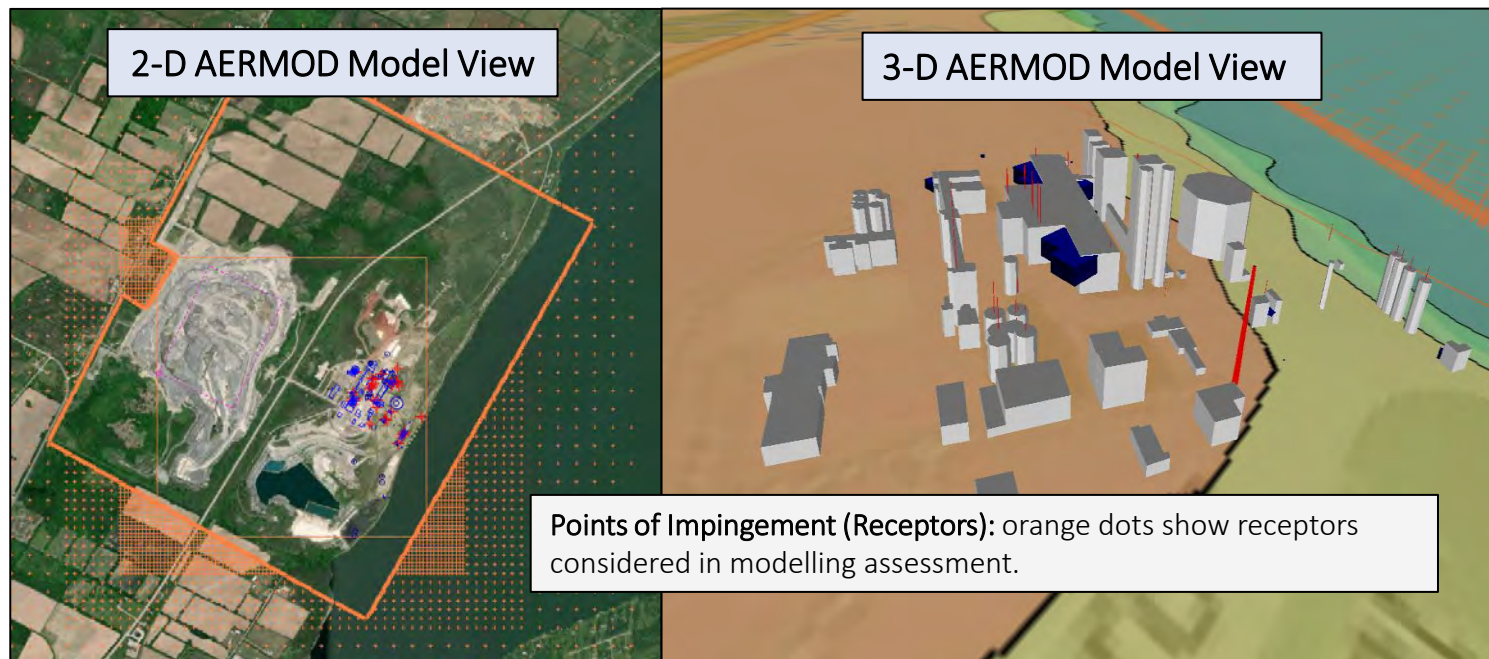 2-D AERMOD Model View
3-D AERMOD Model View
Points of Impingement (Receptors): orange dots show receptors
considered in modelling assessment.